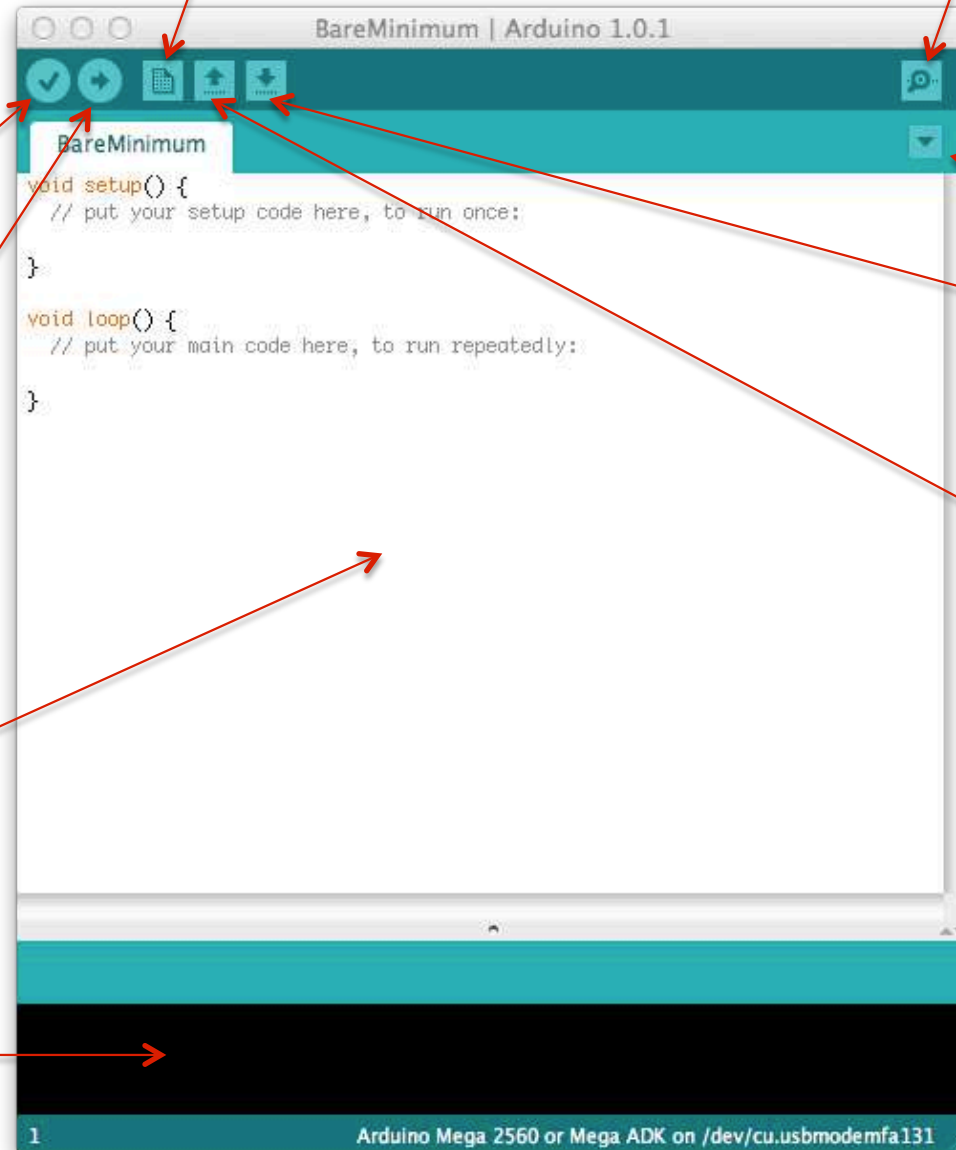 BareMinimum | Arduino 1.0.1
BareMinimum
void setup() {
  // put your setup code here, to run once:
}
void loop() {
  // put your main code here, to run repeatedly:
}
1
Arduino Mega 2560 or Mega ADK on /dev/cu.usbmodemfa131